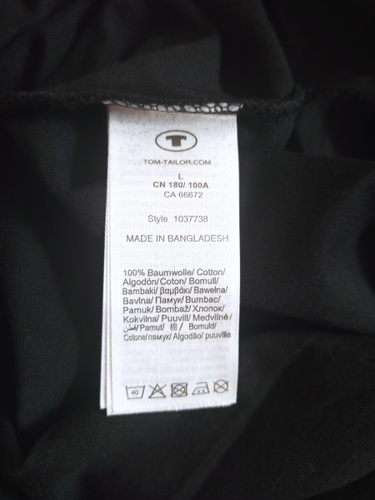 T
TOM-TAILOR.COM
L
CN 180/ 100A
CA 66672
Style 1037738
MADE IN BANGLADESH
100% Baumwolle/ Cotton/
Algodón/ Coton/ Bomull/
Bambaki/ βαμβάκι/ Bawełna/
Bavlna/ Памук/ Bumbac/
Pamuk/ Bombaž/ Хлопок/
Kokvilna/ Puuvill/ Medvilnė/
قطن/ Pamut/ 棉/ Bomuld/
Cotone/памук/ Algodão/ puuvilla
40